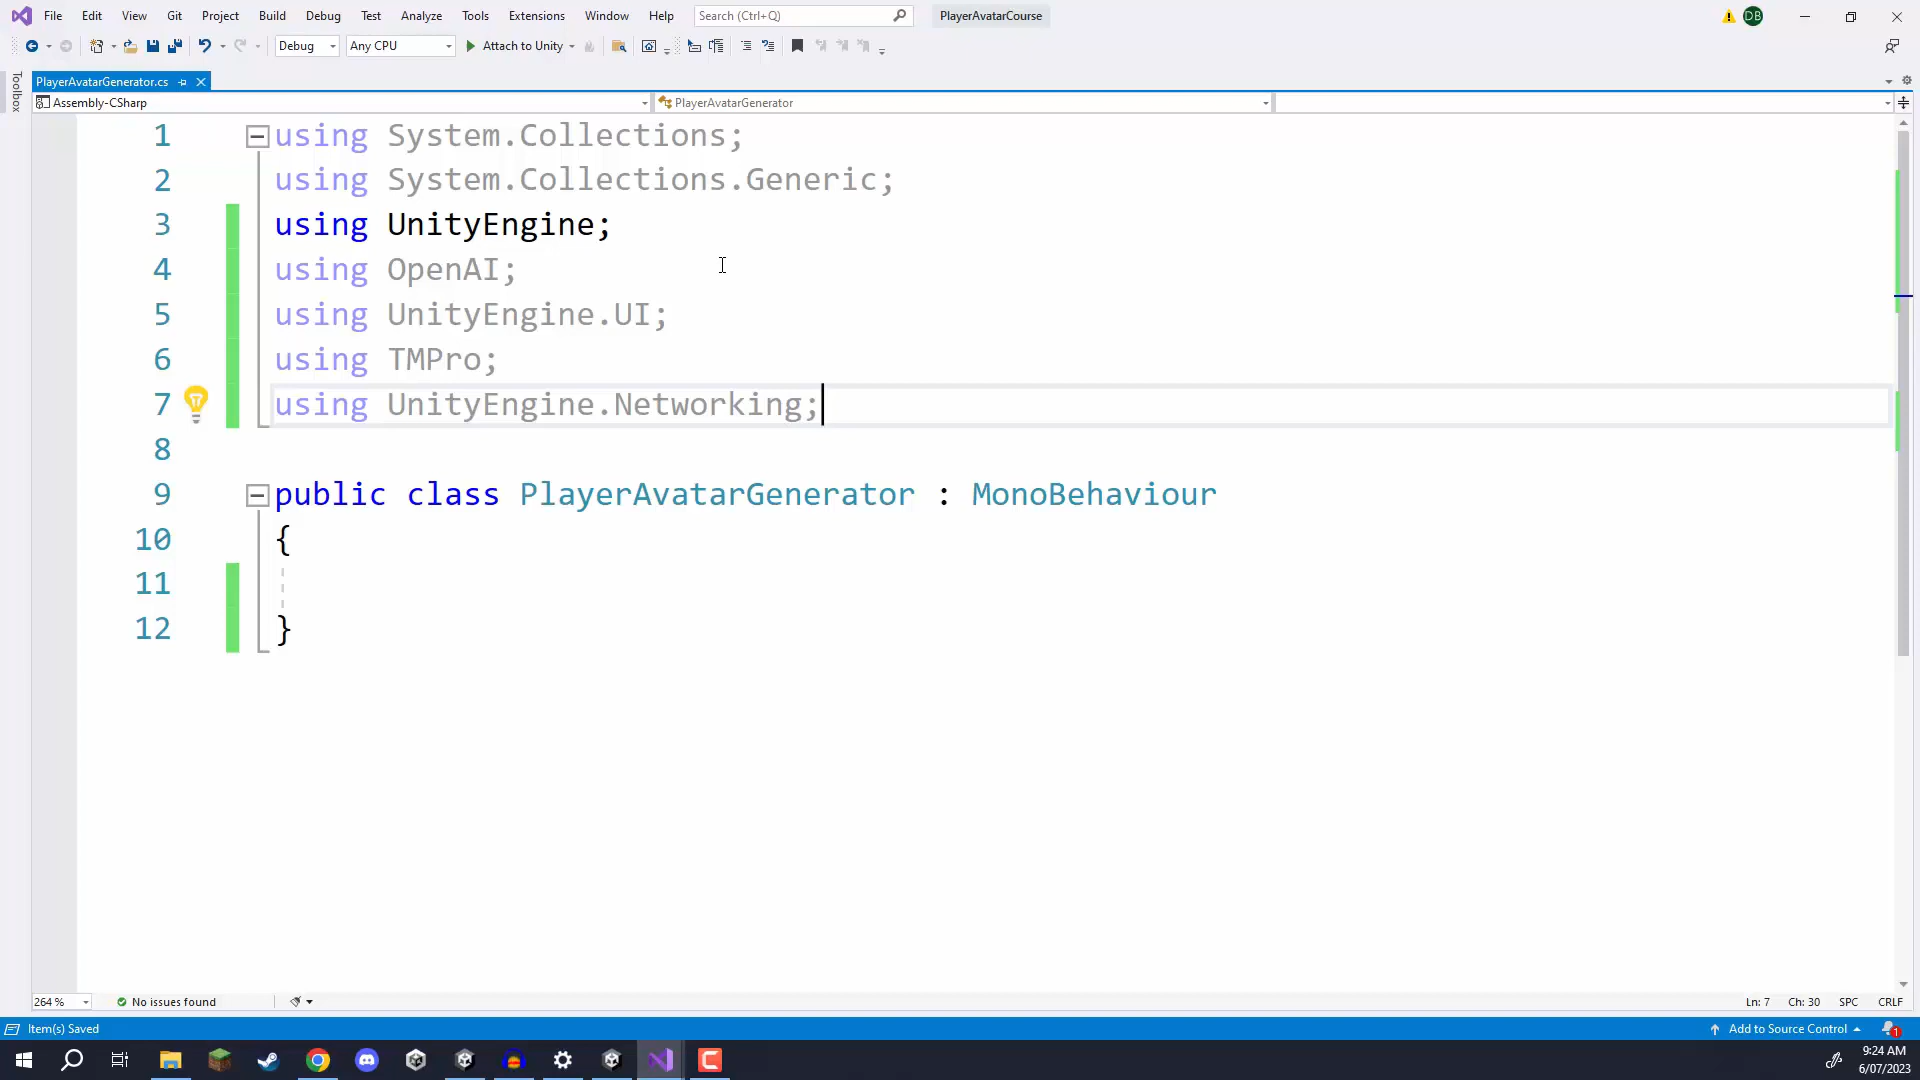 File Edit View Git Project Build Debug Test Analyze Tools Extensions Window Help Search (Ctrl+Q) PlayerAvatarCourse DB
Debug Any CPU Attach to Unity
Toolbox
PlayerAvatarGenerator.cs
Assembly-CSharp PlayerAvatarGenerator
1 using System.Collections;
2 using System.Collections.Generic;
3 using UnityEngine;
4 using OpenAI;
5 using UnityEngine.UI;
6 using TMPro;
7 using UnityEngine.Networking;
8
9 public class PlayerAvatarGenerator : MonoBehaviour
10 {
11
12 }
264 % No issues found Ln: 7 Ch: 30 SPC CRLF
Item(s) Saved Add to Source Control 1
9:24 AM
6/07/2023